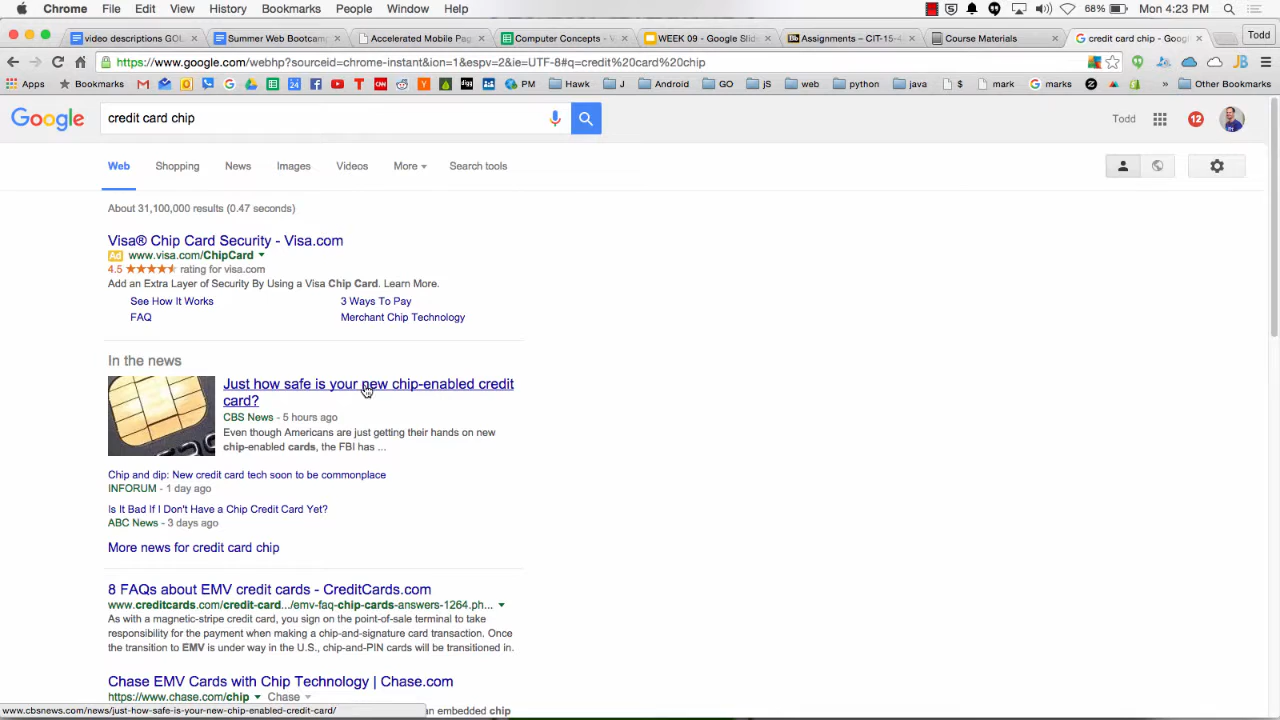 Chrome File Edit View History Bookmarks People Window Help 68% Mon 4:23 PM
video descriptions GOL Summer Web Bootcamp Accelerated Mobile Pag Computer Concepts - V WEEK 09 - Google Slide Assignments – CIT-15-4 Course Materials credit card chip - Google Todd
https://www.google.com/webhp?sourceid=chrome-instant&ion=1&espv=2&ie=UTF-8#q=credit%20card%20chip
Apps Bookmarks PM Hawk J Android GO jS web python java $ mark marks » Other Bookmarks
Google credit card chip Todd 12
Web Shopping News Images Videos More Search tools
About 31,100,000 results (0.47 seconds)
Visa® Chip Card Security - Visa.com
Ad www.visa.com/ChipCard
4.5 rating for visa.com
Add an Extra Layer of Security By Using a Visa Chip Card. Learn More.
See How It Works 3 Ways To Pay
FAQ Merchant Chip Technology
In the news
Just how safe is your new chip-enabled credit
card?
CBS News - 5 hours ago
Even though Americans are just getting their hands on new
chip-enabled cards, the FBI has ...
Chip and dip: New credit card tech soon to be commonplace
INFORUM - 1 day ago
Is It Bad If I Don't Have a Chip Credit Card Yet?
ABC News - 3 days ago
More news for credit card chip
8 FAQs about EMV credit cards - CreditCards.com
www.creditcards.com/credit-card.../emv-faq-chip-cards-answers-1264.ph...
As with a magnetic-stripe credit card, you sign on the point-of-sale terminal to take
responsibility for the payment when making a chip-and-signature card transaction. Once
the transition to EMV is under way in the U.S., chip-and-PIN cards will be transitioned in.
Chase EMV Cards with Chip Technology | Chase.com
https://www.chase.com/chip Chase
www.cbsnews.com/news/just-how-safe-is-your-new-chip-enabled-credit-card/ an embedded chip